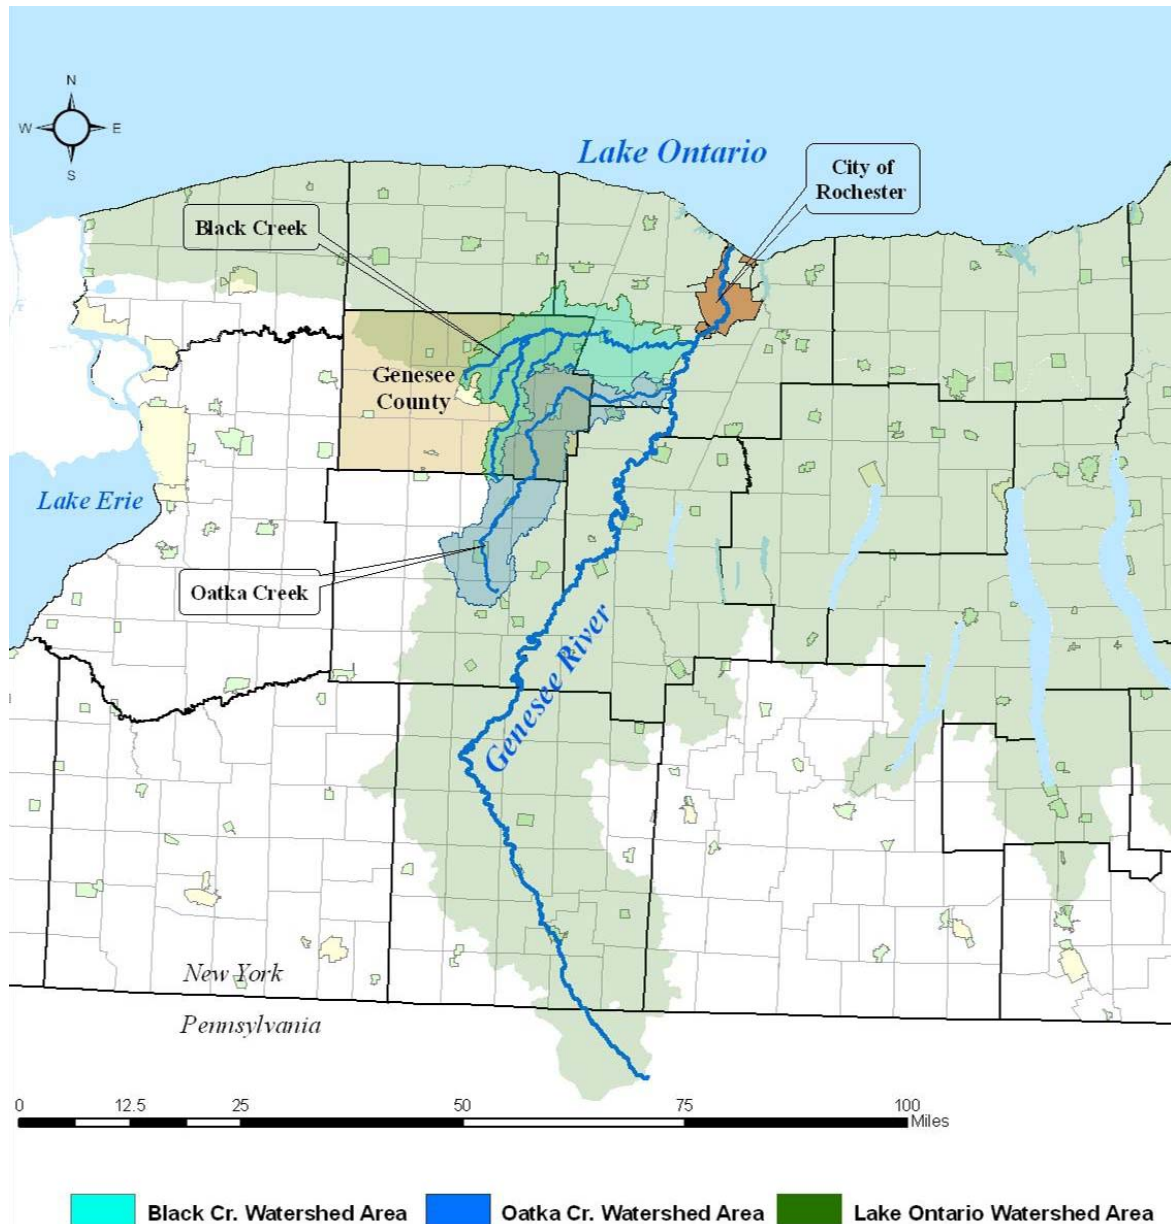 N
W E
S
Lake Ontario
City of
Rochester
Black Creek
Genesee
County
Lake Erie
Oatka Creek
Genesee River
New York
Pennsylvania
0 12.5 25 50 75 100
Miles
Black Cr. Watershed Area Oatka Cr. Watershed Area Lake Ontario Watershed Area